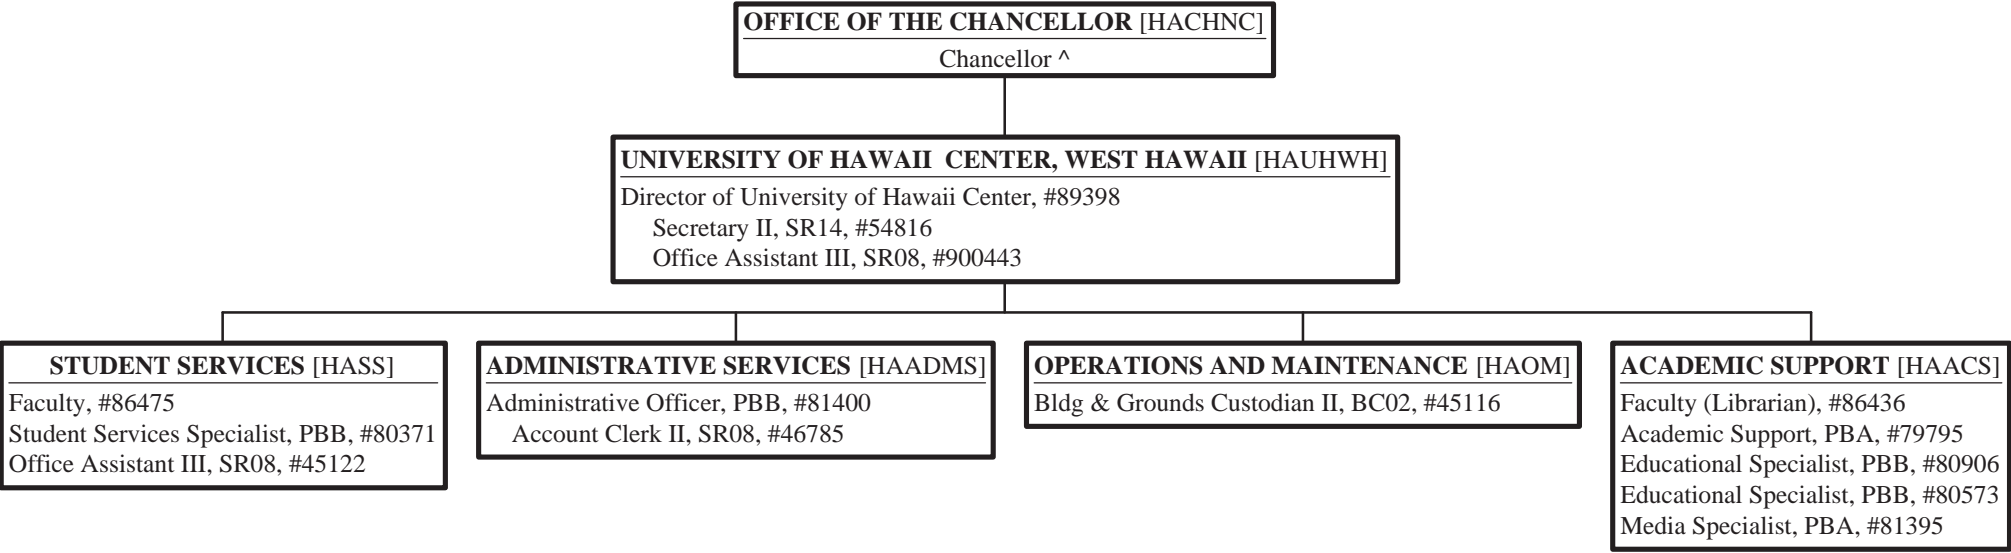 OFFICE OF THE CHANCELLOR [HACHNC]
Chancellor ^
UNIVERSITY OF HAWAII  CENTER, WEST HAWAII [HAUHWH]
Director of University of Hawaii Center, #89398
Secretary II, SR14, #54816
Office Assistant III, SR08, #900443
STUDENT SERVICES [HASS]
Faculty, #86475
Student Services Specialist, PBB, #80371
Office Assistant III, SR08, #45122
ADMINISTRATIVE SERVICES [HAADMS]
Administrative Officer, PBB, #81400
Account Clerk II, SR08, #46785
OPERATIONS AND MAINTENANCE [HAOM]
Bldg & Grounds Custodian II, BC02, #45116
ACADEMIC SUPPORT [HAACS]
Faculty (Librarian), #86436
Academic Support, PBA, #79795
Educational Specialist, PBB, #80906
Educational Specialist, PBB, #80573
Media Specialist, PBA, #81395